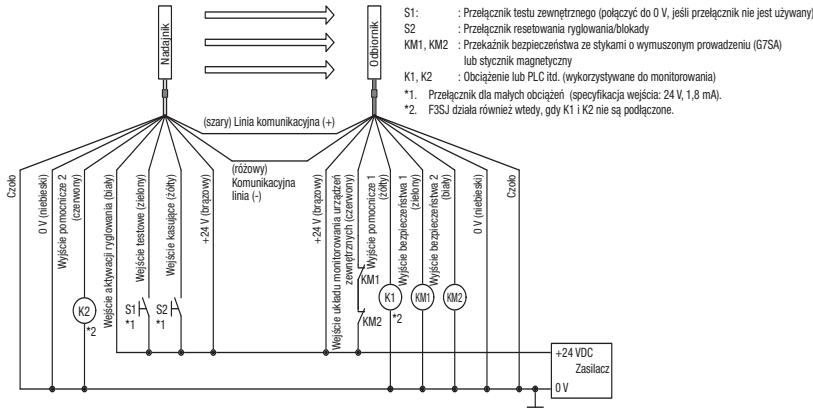 Nadajnik
Odbiornik
S1: : Przełącznik testu zewnętrznego (połączyć do 0 V, jeśli przełącznik nie jest używany)
S2 : Przełącznik resetowania ryglowania/blokady
KM1, KM2 : Przekaźnik bezpieczeństwa ze stykami o wymuszonym prowadzeniu (G7SA)
lub stycznik magnetyczny
K1, K2 : Obciążenie lub PLC itd. (wykorzystywane do monitorowania)
*1. Przełącznik dla małych obciążeń (specyfikacja wejścia: 24 V, 1,8 mA).
*2. F3SJ działa również wtedy, gdy K1 i K2 nie są podłączone.
(szary) Linia komunikacyjna (+)
(różowy)
Komunikacyjna
linia (-)
Czoło
0 V (niebieski)
Wyjście pomocnicze 2
(czerwony)
Wejście aktywacji ryglowania (biały)
Wejście testowe (zielony)
Wejście kasujące (żółty)
+24 V (brązowy)
+24 V (brązowy)
Wejście układu monitorowania urządzeń
zewnętrznych (czerwony)
Wyjście pomocnicze 1
(żółty)
Wyjście bezpieczeństwa 1
(zielony)
Wyjście bezpieczeństwa 2
(biały)
0 V (niebieski)
Czoło
K2
*2
S1
*1
S2
*1
KM1
KM2
K1
*2
KM1
KM2
+24 VDC
Zasilacz
0 V